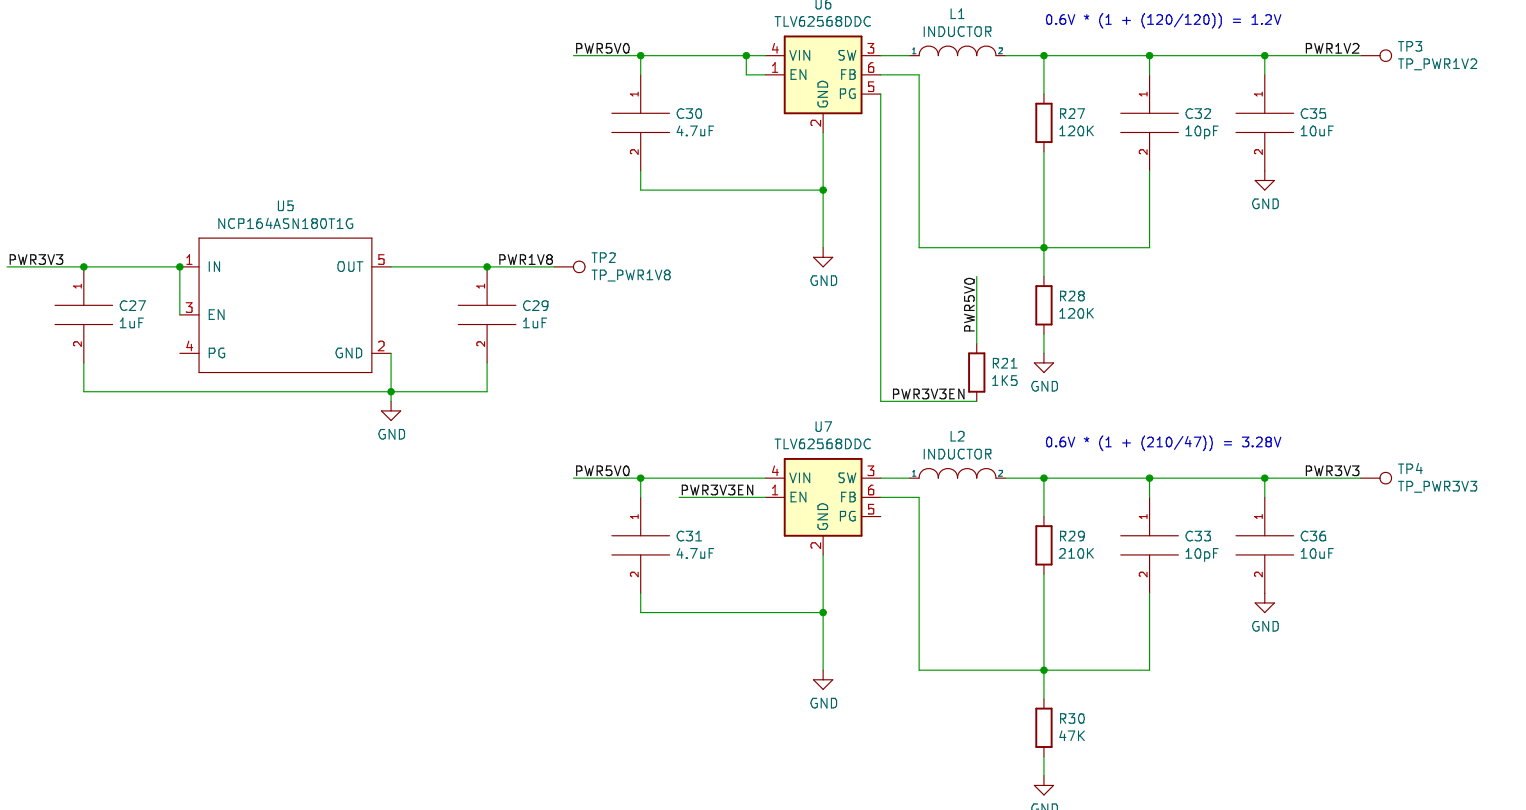 U6
TLV62568DDC
L1
INDUCTOR
0.6V * (1 + (120/120)) = 1.2V
PWR5V0
4 VIN SW 3
1 EN FB 6
PG 5
GND
2
1 2
PWR1V2
TP3
TP_PWR1V2
1
C30
4.7uF
2
R27
120K
1
C32
10pF
2
1
C35
10uF
2
GND
GND
U5
NCP164ASN180T1G
PWR3V3
1 IN OUT 5
3 EN
4 PG GND 2
PWR1V8
TP2
TP_PWR1V8
1
C27
1uF
2
1
C29
1uF
2
GND
PWR5V0
R28
120K
GND
R21
1K5
PWR3V3EN
U7
TLV62568DDC
L2
INDUCTOR
0.6V * (1 + (210/47)) = 3.28V
PWR5V0
PWR3V3EN
4 VIN SW 3
1 EN FB 6
PG 5
GND
2
1 2
PWR3V3
TP4
TP_PWR3V3
1
C31
4.7uF
2
R29
210K
1
C33
10pF
2
1
C36
10uF
2
GND
GND
R30
47K
GND